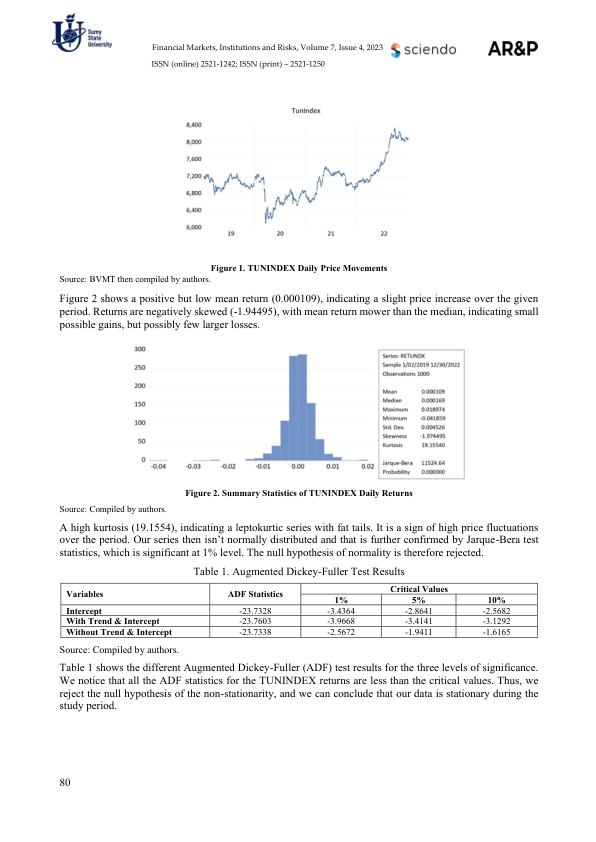 Sumy
State
University
Financial Markets, Institutions and Risks, Volume 7, Issue 4, 2023
sciendo
AR&P
ISSN (online) 2521-1242; ISSN (print) – 2521-1250
TunIndex
8,400
8,000
7,600
7,200
6,800
6,400
6,000
19 20 21 22
Figure 1. TUNINDEX Daily Price Movements
Source: BVMT then compiled by authors.
Figure 2 shows a positive but low mean return (0.000109), indicating a slight price increase over the given
period. Returns are negatively skewed (-1.94495), with mean return mower than the median, indicating small
possible gains, but possibly few larger losses.
300
250
200
150
100
50
0
-0.04 -0.03 -0.02 -0.01 0.00 0.01 0.02
Series: RETUNDX
Sample 1/02/2019 12/30/2022
Observations 1000
Mean 0.000109
Median 0.000169
Maximum 0.018974
Minimum -0.041859
Std. Dev. 0.004526
Skewness -1.974495
Kurtosis 19.15540
Jarque-Bera 11524.64
Probability 0.000000
Figure 2. Summary Statistics of TUNINDEX Daily Returns
Source: Compiled by authors.
A high kurtosis (19.1554), indicating a leptokurtic series with fat tails. It is a sign of high price fluctuations
over the period. Our series then isn’t normally distributed and that is further confirmed by Jarque-Bera test
statistics, which is significant at 1% level. The null hypothesis of normality is therefore rejected.
Table 1. Augmented Dickey-Fuller Test Results
Variables ADF Statistics Critical Values
1% 5% 10%
Intercept -23.7328 -3.4364 -2.8641 -2.5682
With Trend & Intercept -23.7603 -3.9668 -3.4141 -3.1292
Without Trend & Intercept -23.7338 -2.5672 -1.9411 -1.6165
Source: Compiled by authors.
Table 1 shows the different Augmented Dickey-Fuller (ADF) test results for the three levels of significance.
We notice that all the ADF statistics for the TUNINDEX returns are less than the critical values. Thus, we
reject the null hypothesis of the non-stationarity, and we can conclude that our data is stationary during the
study period.
80